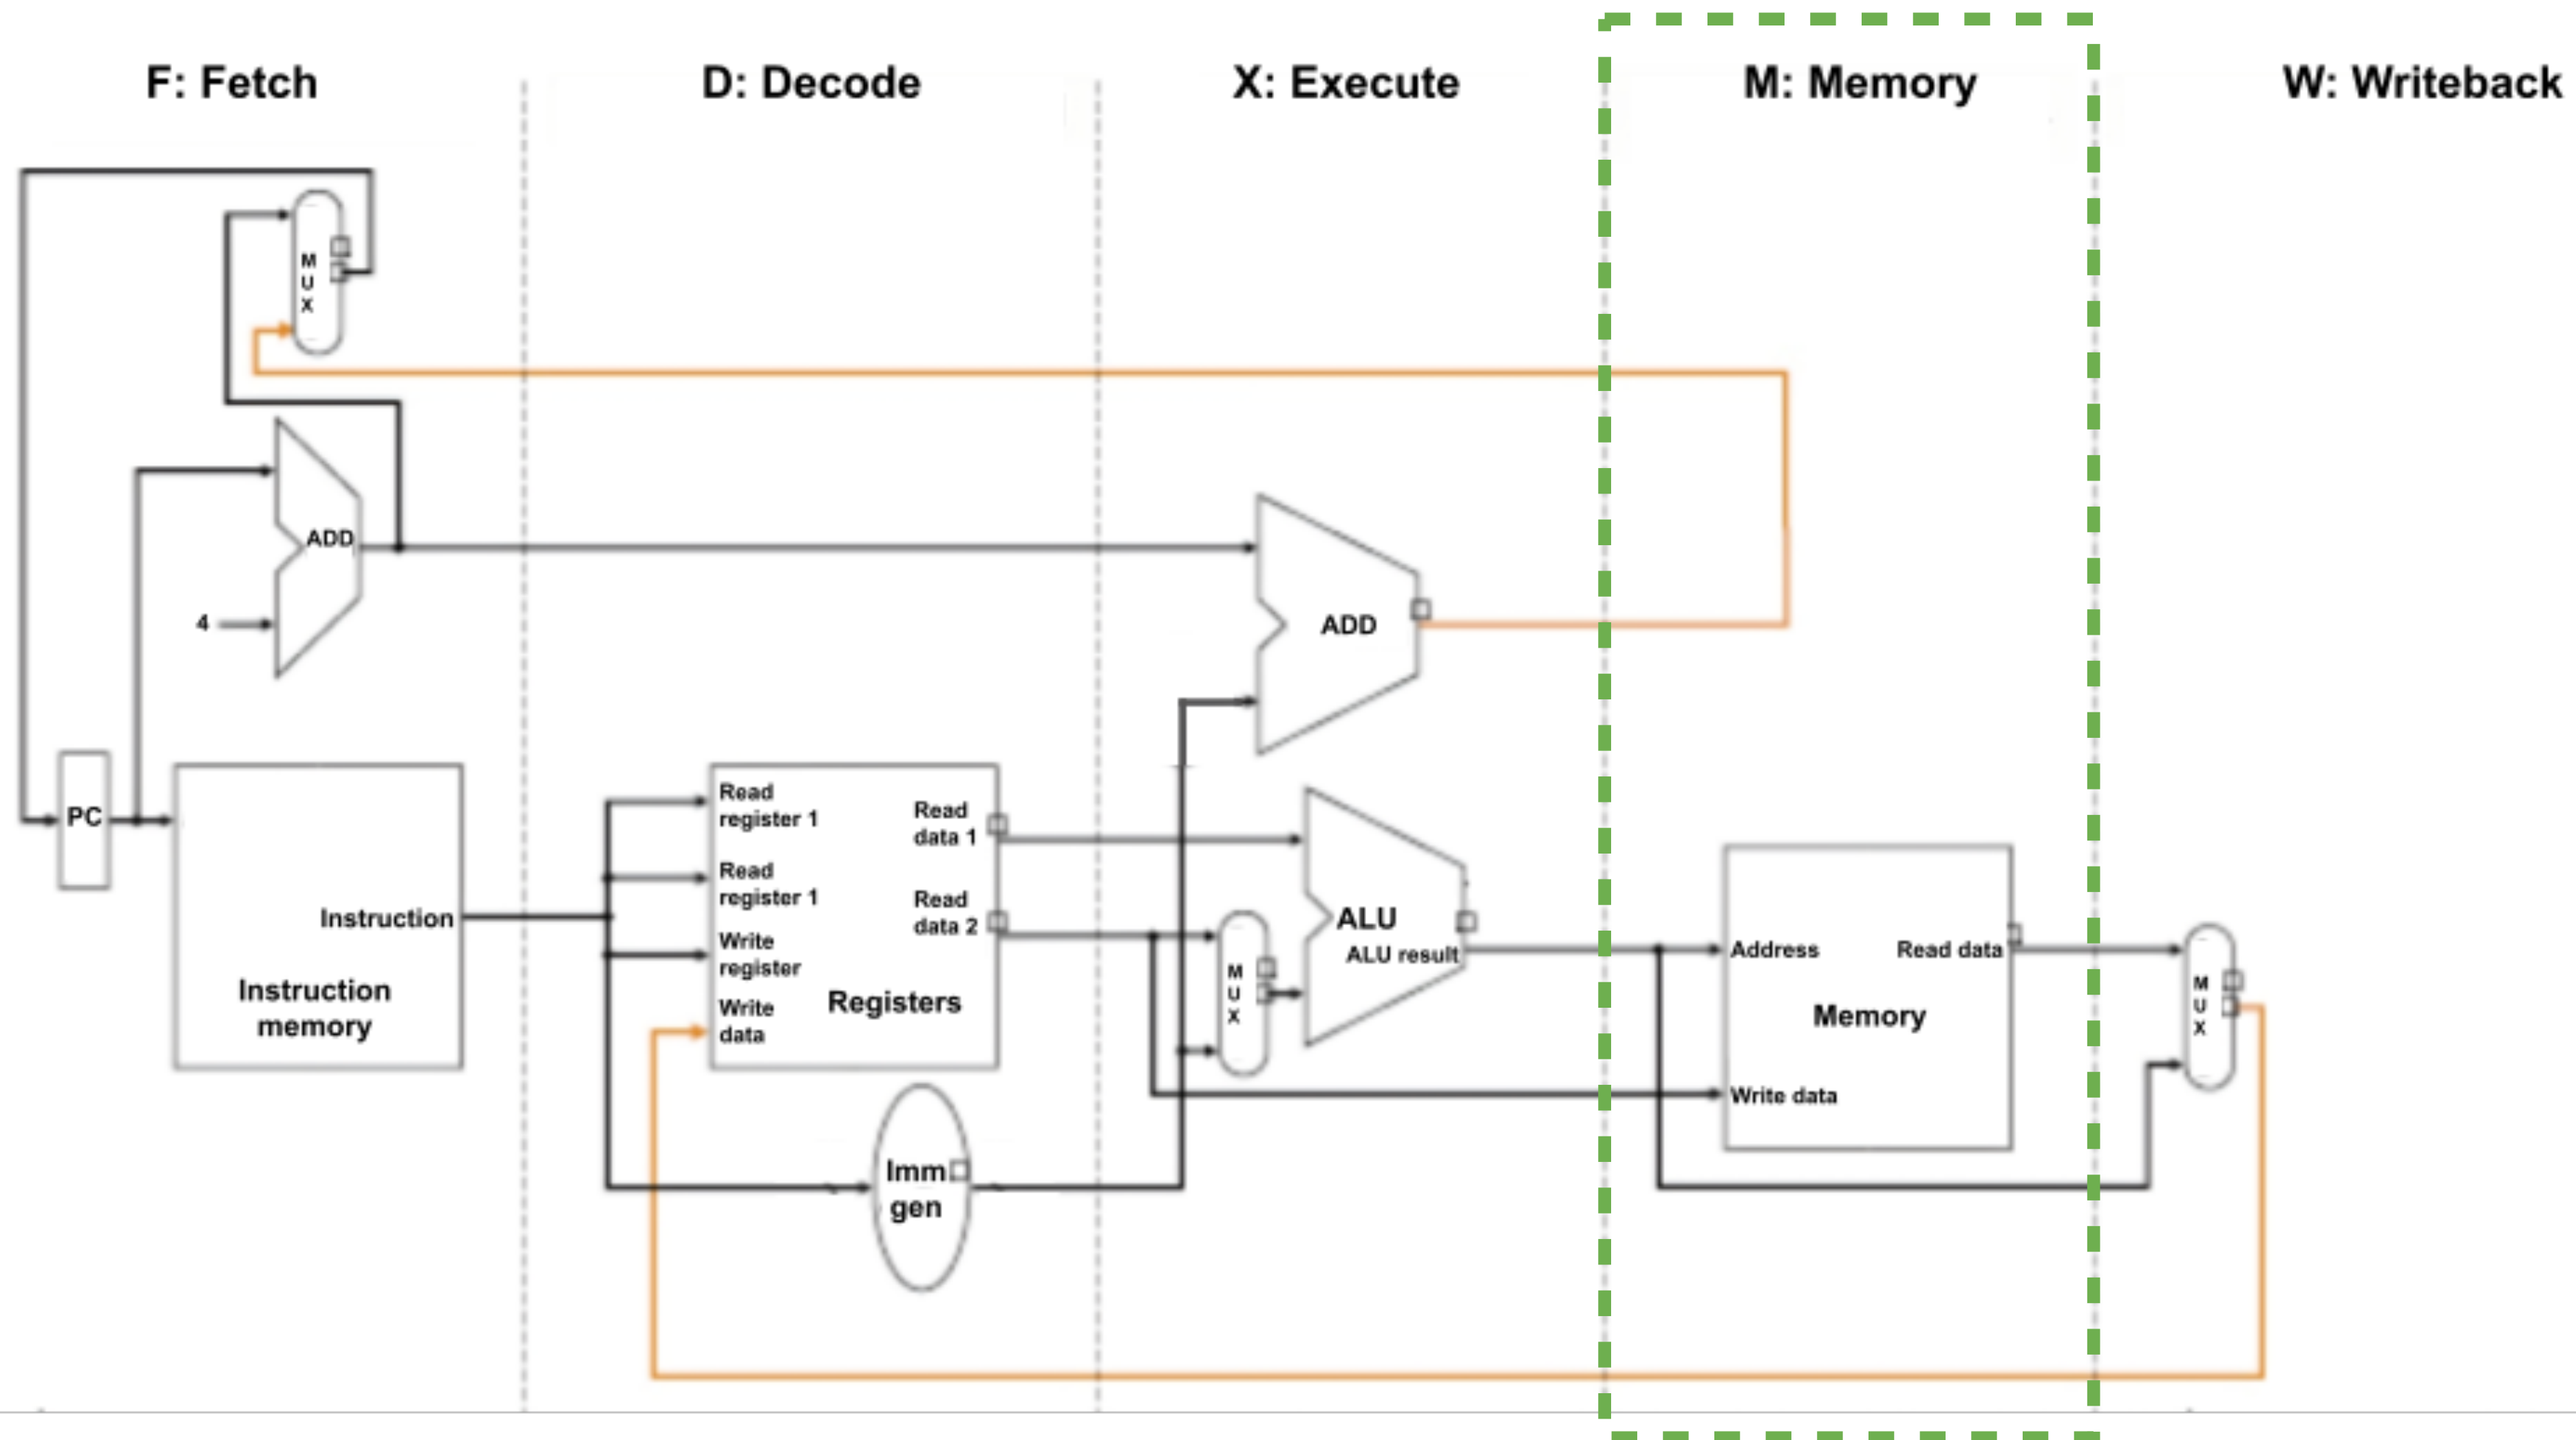 F: Fetch
D: Decode
X: Execute
M: Memory
W: Writeback
M
U
X
ADD
4
PC
Instruction
Instruction
memory
Read
register 1
Read
register 1
Write
register
Write
data
Read
data 1
Read
data 2
Registers
Imm
gen
ADD
M
U
X
ALU
ALU result
Address
Read data
Memory
Write data
M
U
X